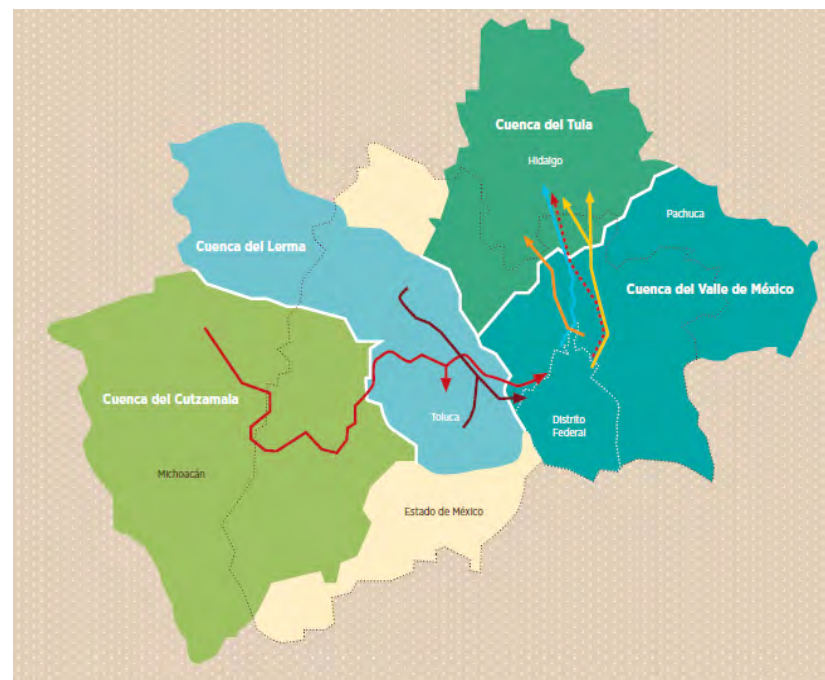 Cuenca del Tula
Hidalgo
Pachuca
Cuenca del Lerma
Cuenca del Valle de México
Cuenca del Cutzamala
Toluca
Distrito
Federal
Michoacán
Estado de México